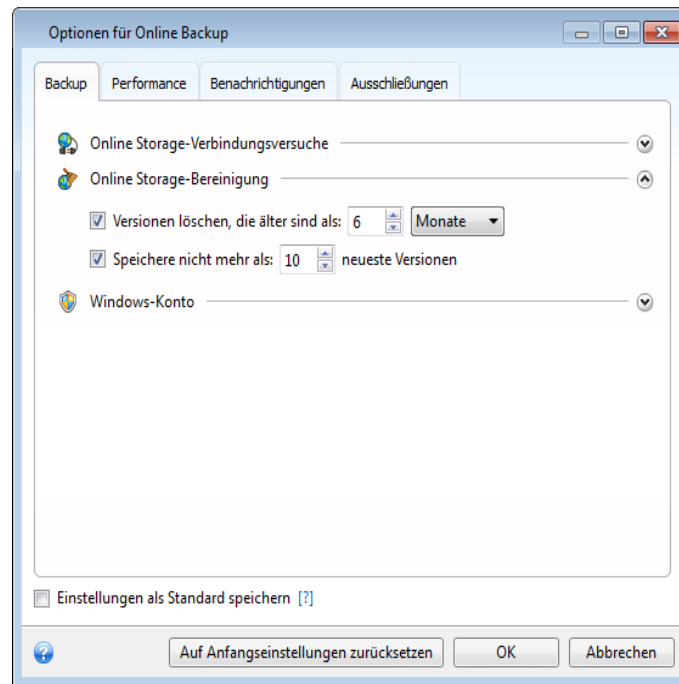 Optionen für Online Backup
Backup Performance Benachrichtigungen Ausschließungen
Online Storage-Verbindungsversuche
Online Storage-Bereinigung
Versionen löschen, die älter sind als: 6 Monate
Speichere nicht mehr als: 10 neueste Versionen
Windows-Konto
Einstellungen als Standard speichern [?]
? Auf Anfangseinstellungen zurücksetzen OK Abbrechen